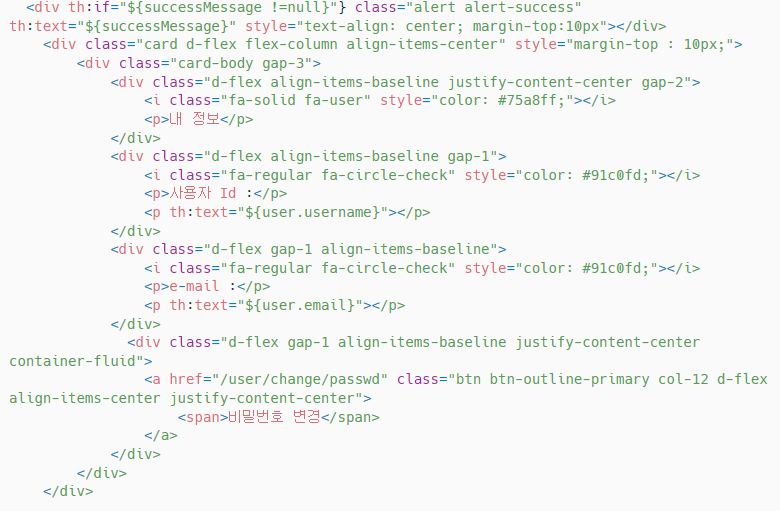 <div th:if="${successMessage !=null}"} class="alert alert-success"
th:text="${successMessage}" style="text-align: center; margin-top:10px"></div>
<div class="card d-flex flex-column align-items-center" style="margin-top : 10px;">
<div class="card-body gap-3">
<div class="d-flex align-items-baseline justify-content-center gap-2">
<i class="fa-solid fa-user" style="color: #75a8ff;"></i>
<p>내 정보</p>
</div>
<div class="d-flex align-items-baseline gap-1">
<i class="fa-regular fa-circle-check" style="color: #91c0fd;"></i>
<p>사용자 Id :</p>
<p th:text="${user.username}"></p>
</div>
<div class="d-flex gap-1 align-items-baseline">
<i class="fa-regular fa-circle-check" style="color: #91c0fd;"></i>
<p>e-mail :</p>
<p th:text="${user.email}"></p>
</div>
<div class="d-flex gap-1 align-items-baseline justify-content-center
container-fluid">
<a href="/user/change/passwd" class="btn btn-outline-primary col-12 d-flex
align-items-center justify-content-center">
<span>비밀번호 변경</span>
</a>
</div>
</div>
</div>